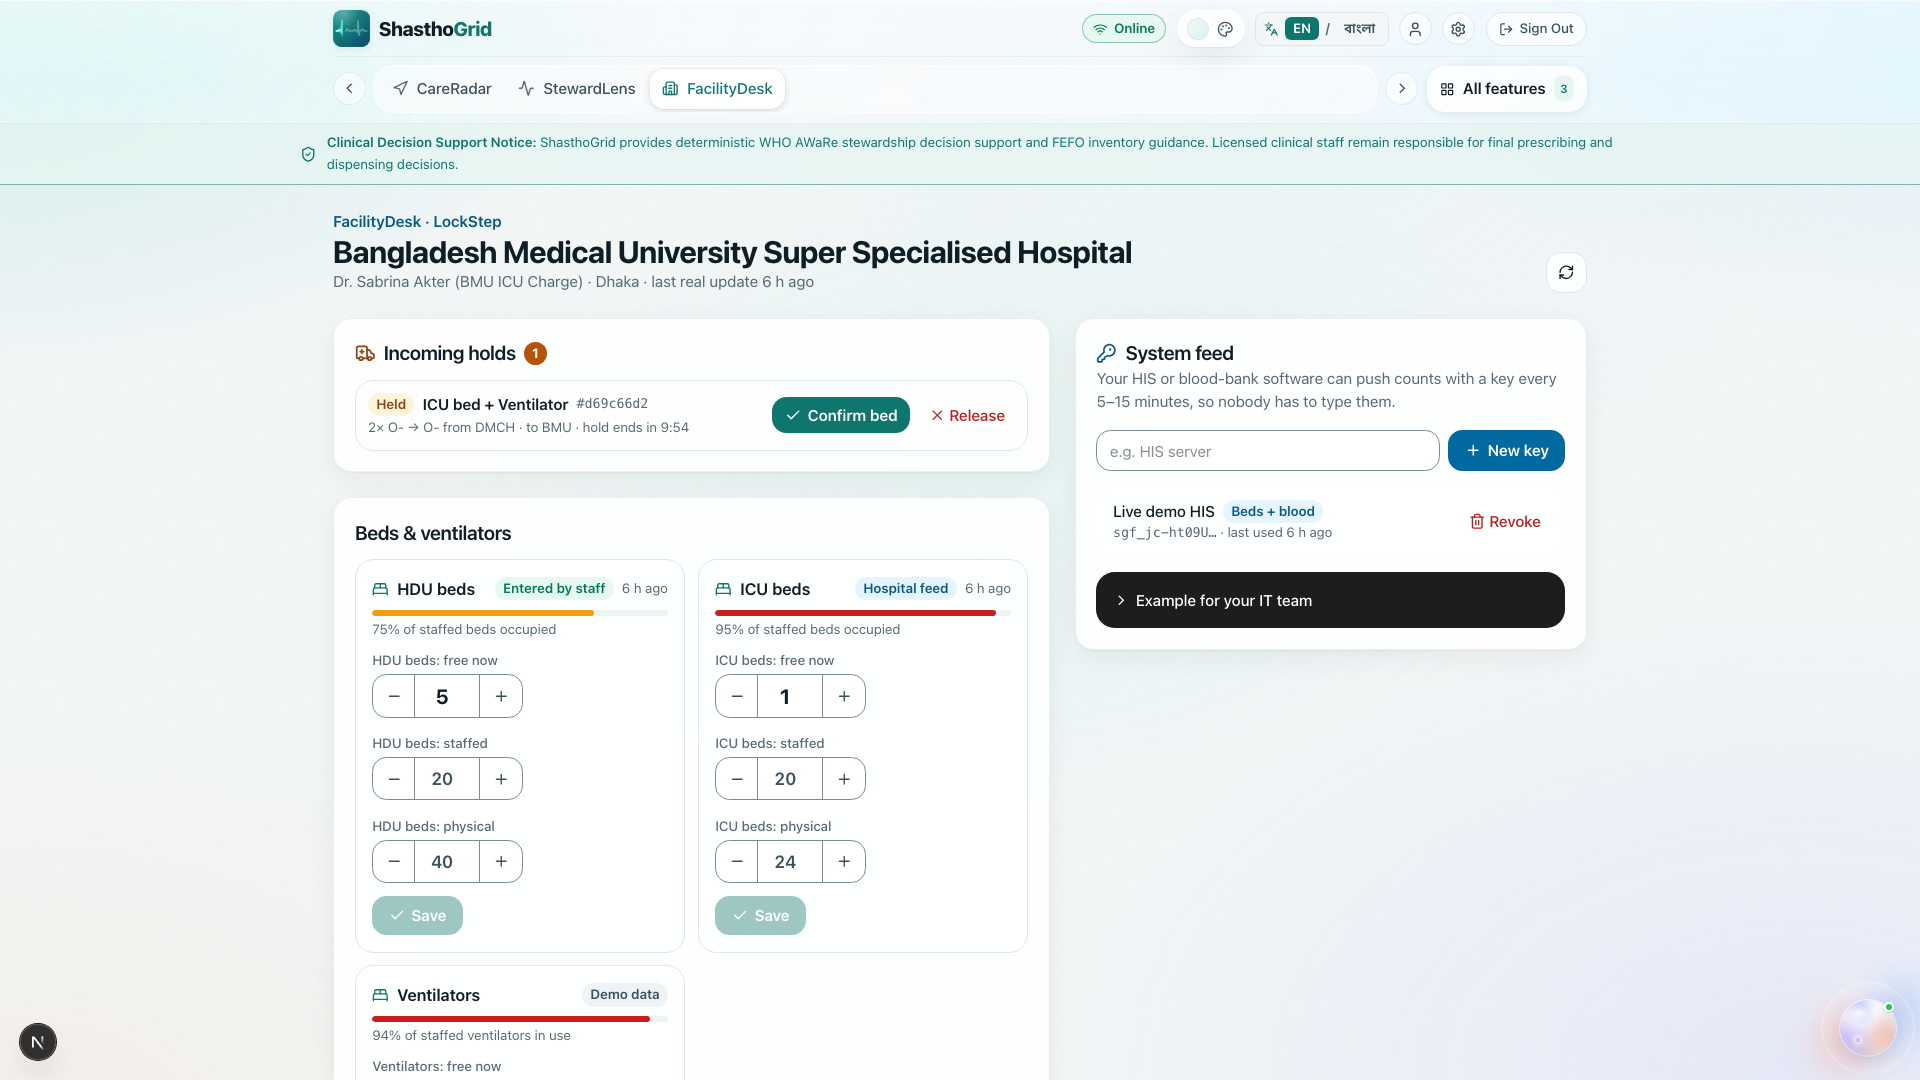 ShasthoGrid
Online
EN / বাংলা
Sign Out
CareRadar
StewardLens
FacilityDesk
All features 3
Clinical Decision Support Notice: ShasthoGrid provides deterministic WHO AWaRe stewardship decision support and FEFO inventory guidance. Licensed clinical staff remain responsible for final prescribing and
dispensing decisions.
FacilityDesk · LockStep
Bangladesh Medical University Super Specialised Hospital
Dr. Sabrina Akter (BMU ICU Charge) · Dhaka · last real update 6 h ago
Incoming holds 1
Held ICU bed + Ventilator #d69c66d2
2× O- → O- from DMCH · to BMU · hold ends in 9:54
Confirm bed
Release
Beds & ventilators
HDU beds Entered by staff 6 h ago
75% of staffed beds occupied
HDU beds: free now
− 5 +
HDU beds: staffed
− 20 +
HDU beds: physical
− 40 +
Save
ICU beds Hospital feed 6 h ago
95% of staffed beds occupied
ICU beds: free now
− 1 +
ICU beds: staffed
− 20 +
ICU beds: physical
− 24 +
Save
Ventilators Demo data
94% of staffed ventilators in use
Ventilators: free now
System feed
Your HIS or blood-bank software can push counts with a key every
5–15 minutes, so nobody has to type them.
e.g. HIS server
+ New key
Live demo HIS Beds + blood
sgf_jc-ht09U… · last used 6 h ago
Revoke
Example for your IT team
N